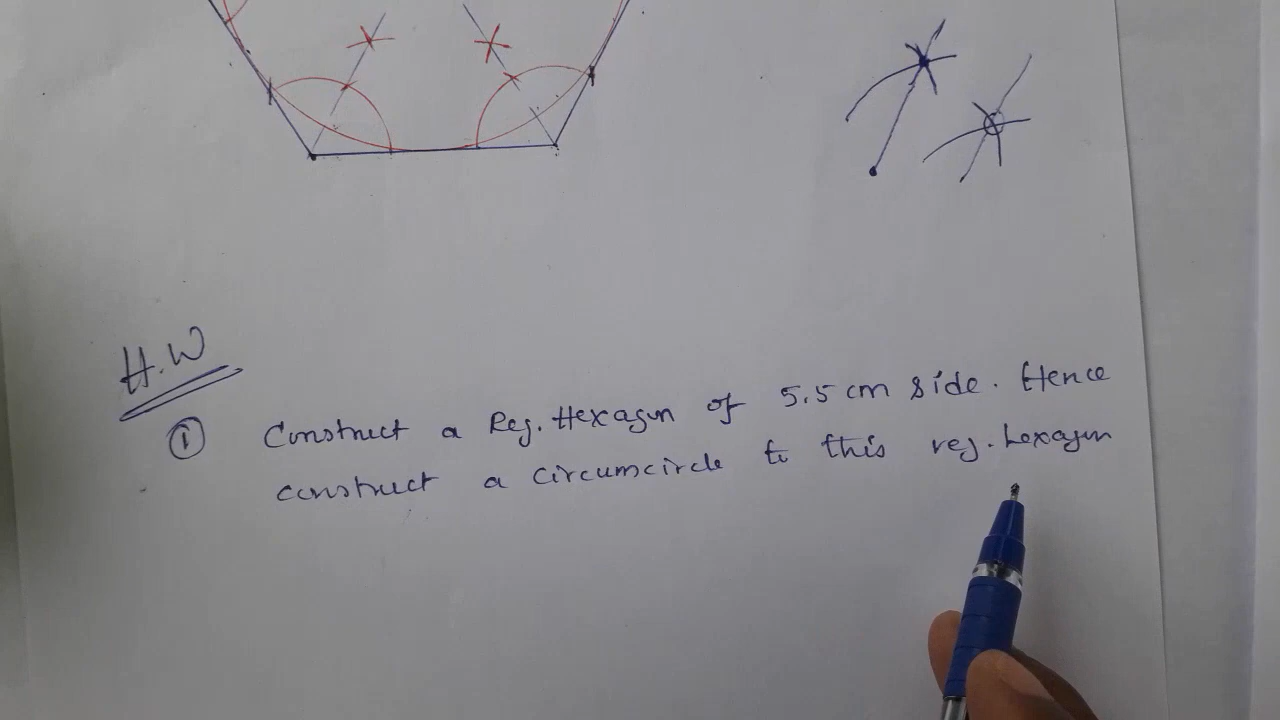 H.W
① Construct a Reg. Hexagon of 5.5 cm side. Hence
construct a circumcircle to this reg. hexagon